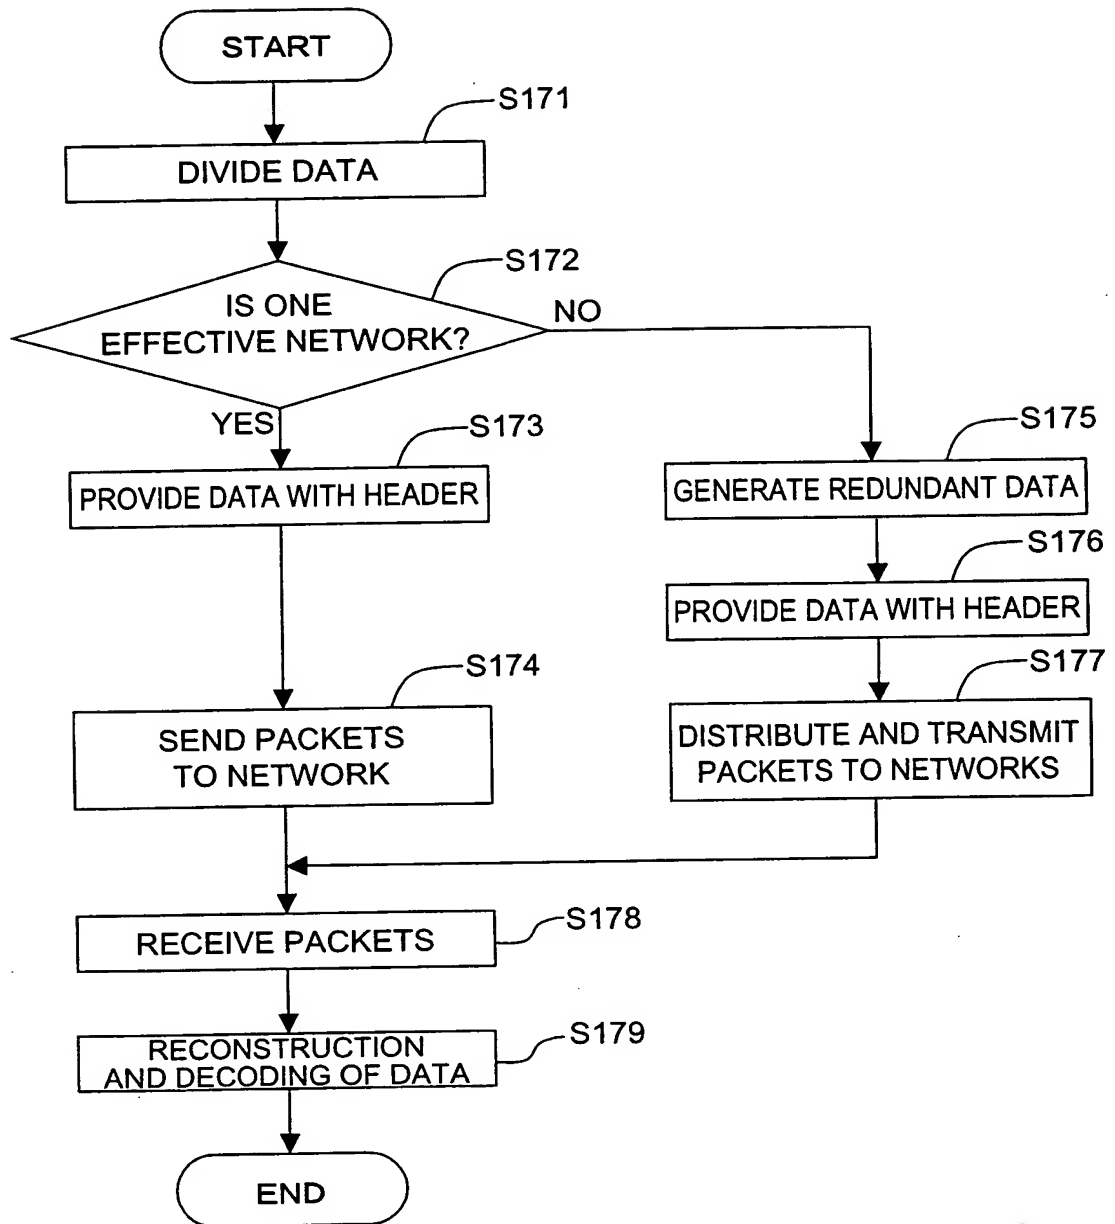 START
S171
DIVIDE DATA
S172
IS ONE
EFFECTIVE NETWORK?
NO
YES
S173
PROVIDE DATA WITH HEADER
S175
GENERATE REDUNDANT DATA
S176
PROVIDE DATA WITH HEADER
S174
SEND PACKETS
TO NETWORK
S177
DISTRIBUTE AND TRANSMIT
PACKETS TO NETWORKS
S178
RECEIVE PACKETS
S179
RECONSTRUCTION
AND DECODING OF DATA
END